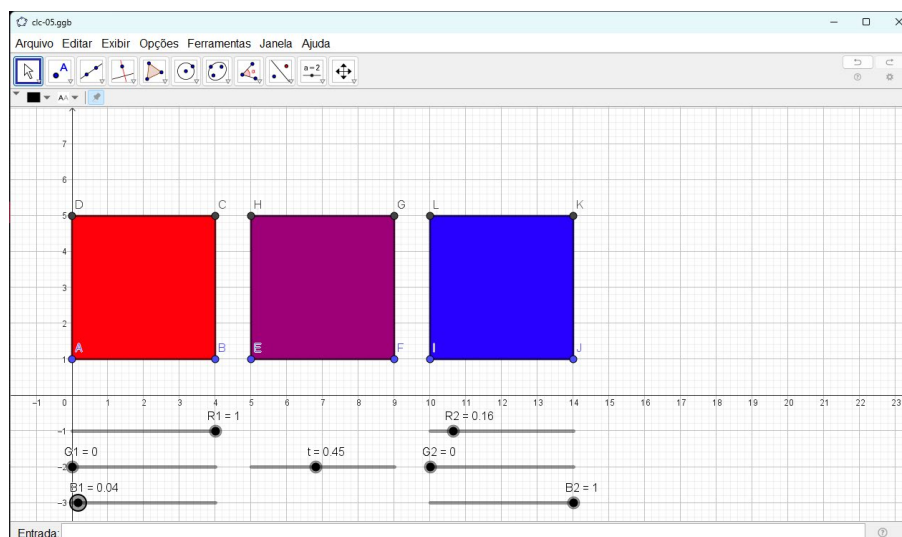 clc-05.ggb
Arquivo Editar Exibir Opções Ferramentas Janela Ajuda
A
a = 2
AA
7
6
D C H G L K
5
4
3
2
A B E F I J
1
-1 0 1 2 3 4 5 6 7 8 9 10 11 12 13 14 15 16 17 18 19 20 21 22 23
R1 = 1 R2 = 0.16
-1
G1 = 0 t = 0.45 G2 = 0
-2
B1 = 0.04 B2 = 1
-3
Entrada: